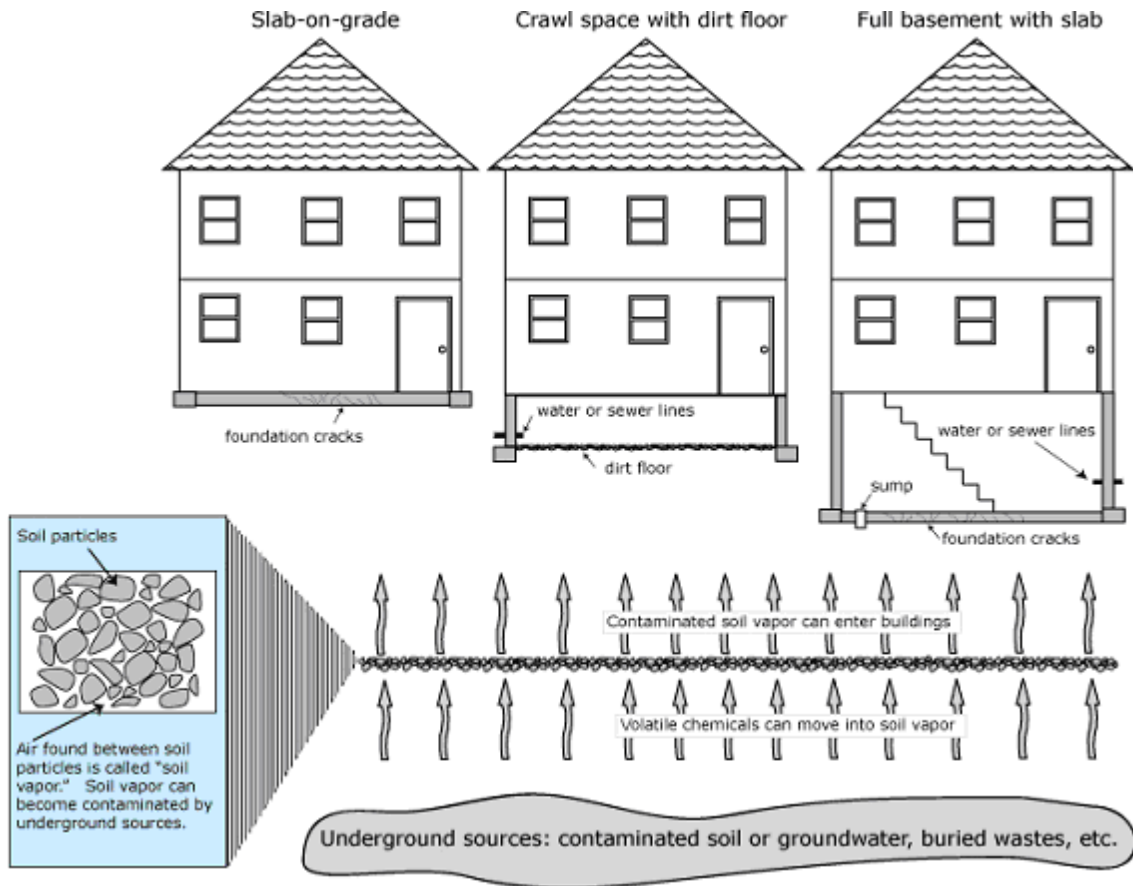 Slab-on-grade
Crawl space with dirt floor
Full basement with slab
foundation cracks
water or sewer lines
dirt floor
water or sewer lines
sump
foundation cracks
Soil particles
Air found between soil
particles is called "soil
vapor." Soil vapor can
become contaminated by
underground sources.
Contaminated soil vapor can enter buildings
Volatile chemicals can move into soil vapor
Underground sources: contaminated soil or groundwater, buried wastes, etc.